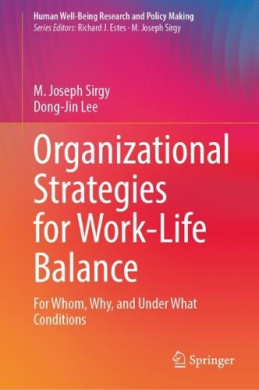 Human Well-Being Research and Policy Making
Series Editors: Richard J. Estes · M. Joseph Sirgy
M. Joseph Sirgy
Dong-Jin Lee
Organizational
Strategies
for Work-Life
Balance
For Whom, Why, and Under What
Conditions
Springer